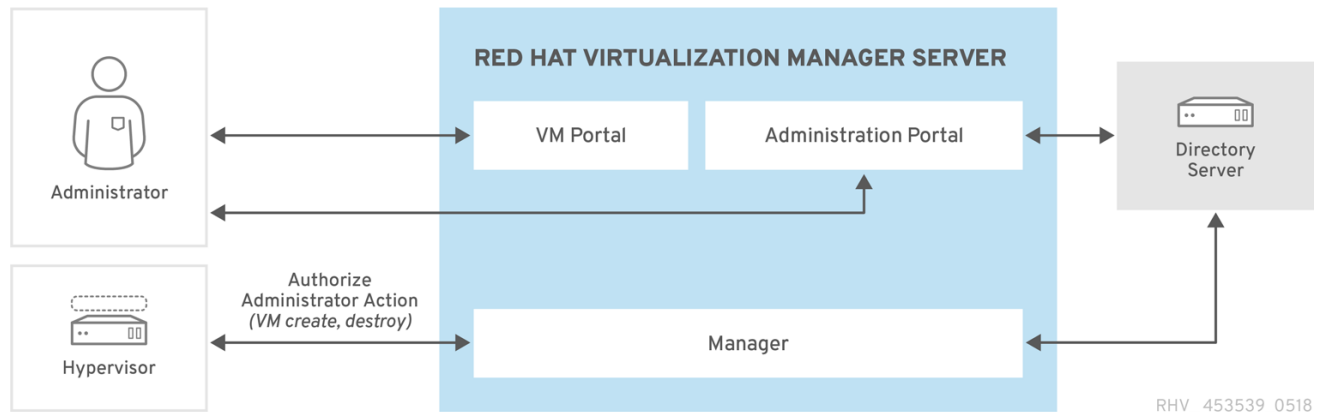 RED HAT VIRTUALIZATION MANAGER SERVER
VM Portal
Administration Portal
Administrator
Directory
Server
Authorize
Administrator Action
(VM create, destroy)
Hypervisor
Manager
RHV 453539 0518